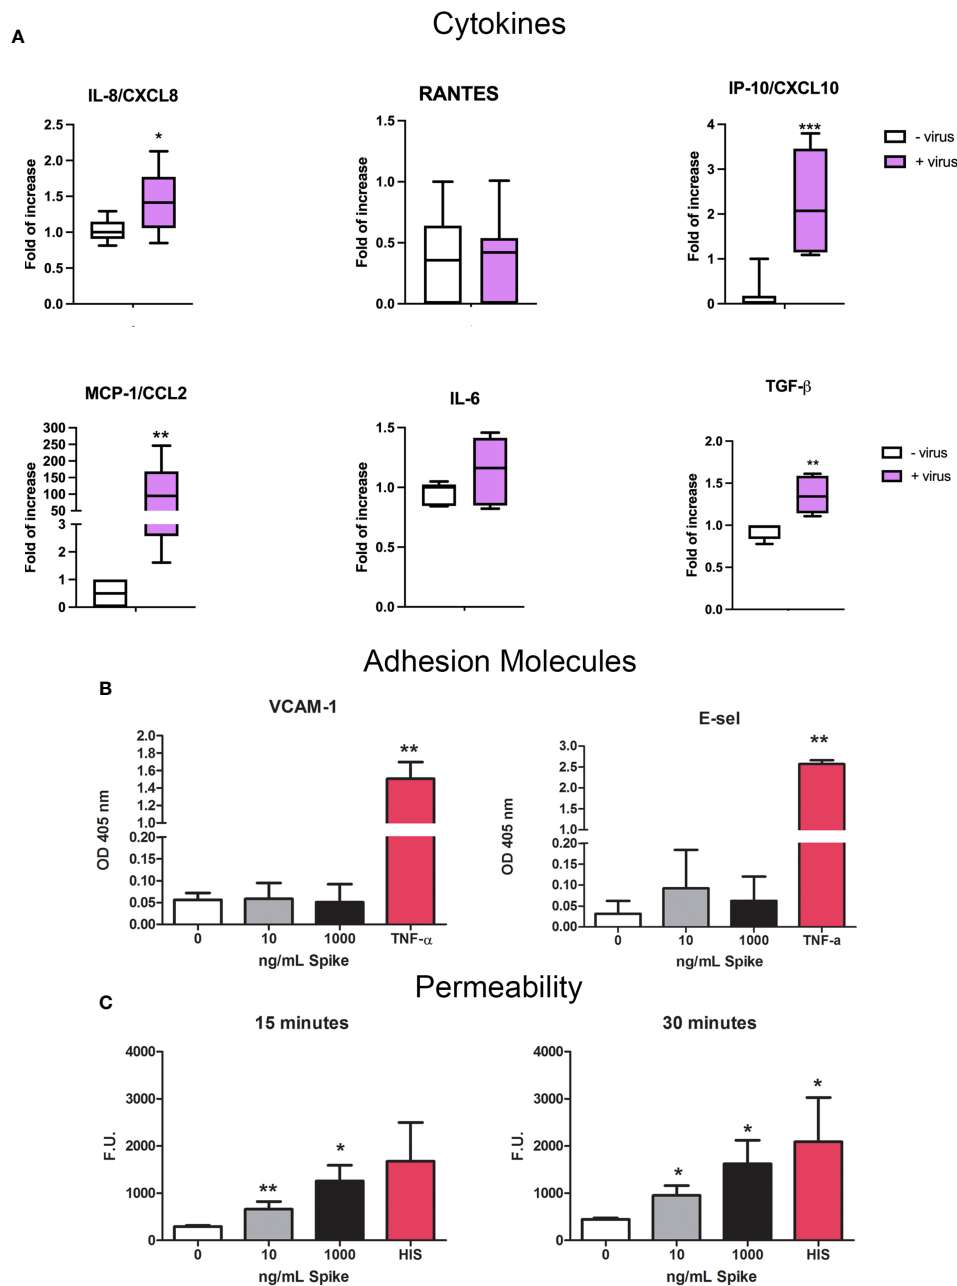 Cytokines
A
IL-8/CXCL8
*
2.5
2.0
1.5
1.0
0.5
0.0
Fold of increase
RANTES
1.5
1.0
0.5
0.0
Fold of increase
IP-10/CXCL10
***
4
3
2
1
0
Fold of increase
- virus
+ virus
MCP-1/CCL2
**
300
250
200
150
100
50
3
2
1
0
Fold of increase
IL-6
1.5
1.0
0.5
0.0
Fold of increase
TGF-β
**
2.0
1.5
1.0
0.5
0.0
Fold of increase
- virus
+ virus
Adhesion Molecules
B
VCAM-1
**
2.0
1.8
1.6
1.4
1.2
1.0
0.20
0.15
0.10
0.05
0.00
OD 405 nm
0 10 1000 TNF-α
ng/mL Spike
E-sel
**
3.0
2.5
2.0
1.5
1.0
0.20
0.15
0.10
0.05
0.00
OD 405 nm
0 10 1000 TNF-a
ng/mL Spike
Permeability
C
15 minutes
4000
3000
2000
1000
0
F.U.
** *
0 10 1000 HIS
ng/mL Spike
30 minutes
4000
3000
2000
1000
0
F.U.
* * *
0 10 1000 HIS
ng/mL Spike